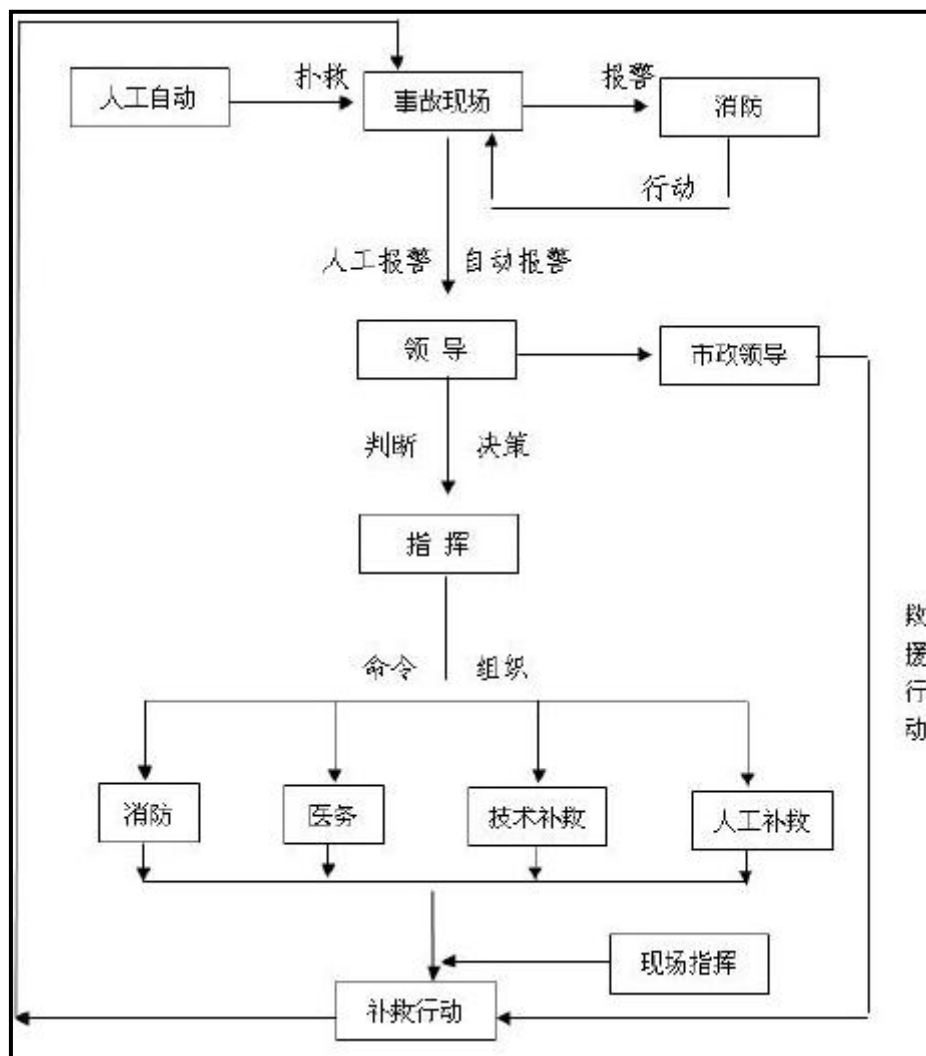 扑救
报警
人工自动
事故现场
消防
行动
人工报警 自动报警
领 导
市政领导
判断 决策
指 挥
救
援
行
动
命令 组织
消防
医务
技术补救
人工补救
现场指挥
补救行动